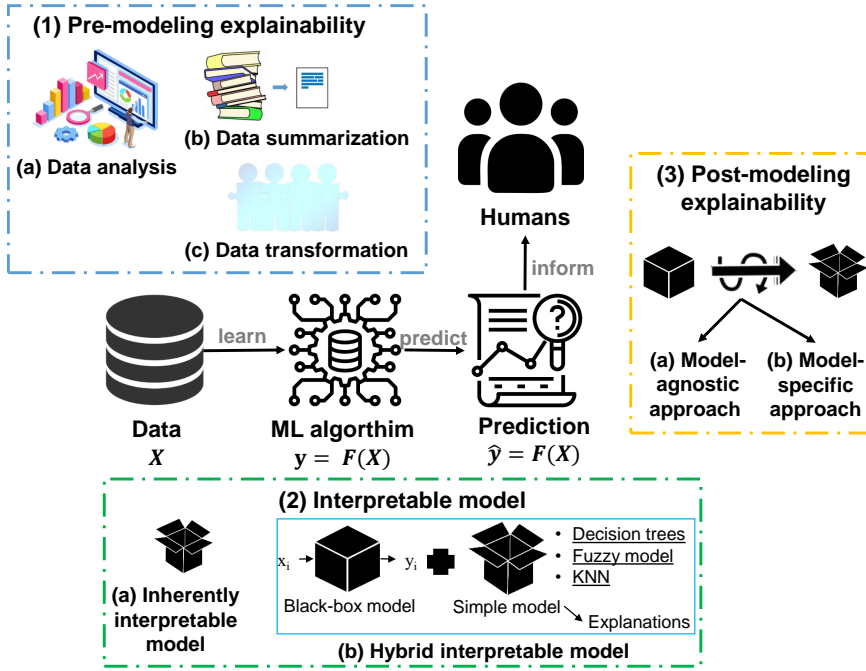 (1) Pre-modeling explainability
(a) Data analysis
(b) Data summarization
(c) Data transformation
Humans
inform
(3) Post-modeling
explainability
(a) Model-
agnostic
approach
(b) Model-
specific
approach
learn
predict
?
Data
X
ML algorthim
y = F(X)
Prediction
ŷ = F(X)
(2) Interpretable model
(a) Inherently
interpretable
model
xᵢ
yᵢ
Black-box model
Simple model
• Decision trees
• Fuzzy model
• KNN
Explanations
(b) Hybrid interpretable model